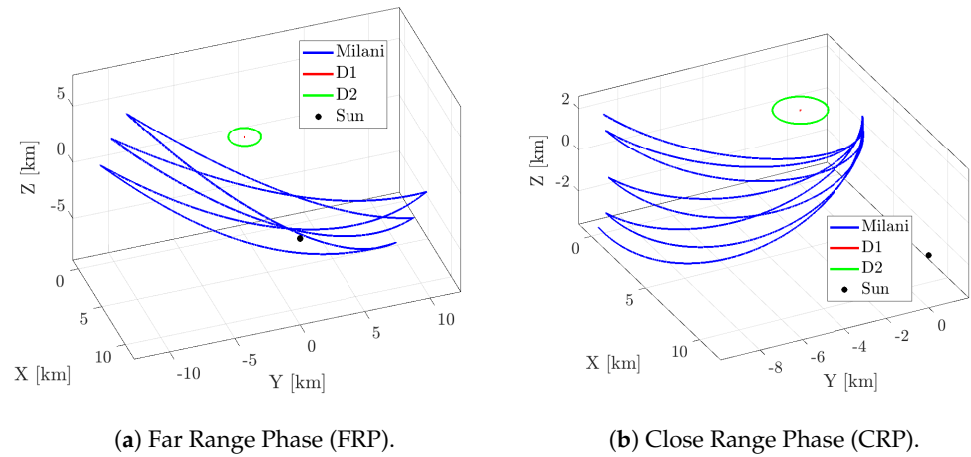 Milani
D1
D2
Sun
5
0
-5
Z [km]
0
5
10
X [km]
-10
-5
0
5
10
Y [km]
(a) Far Range Phase (FRP).
Milani
D1
D2
Sun
2
0
-2
Z [km]
0
5
10
X [km]
-8
-6
-4
-2
0
Y [km]
(b) Close Range Phase (CRP).